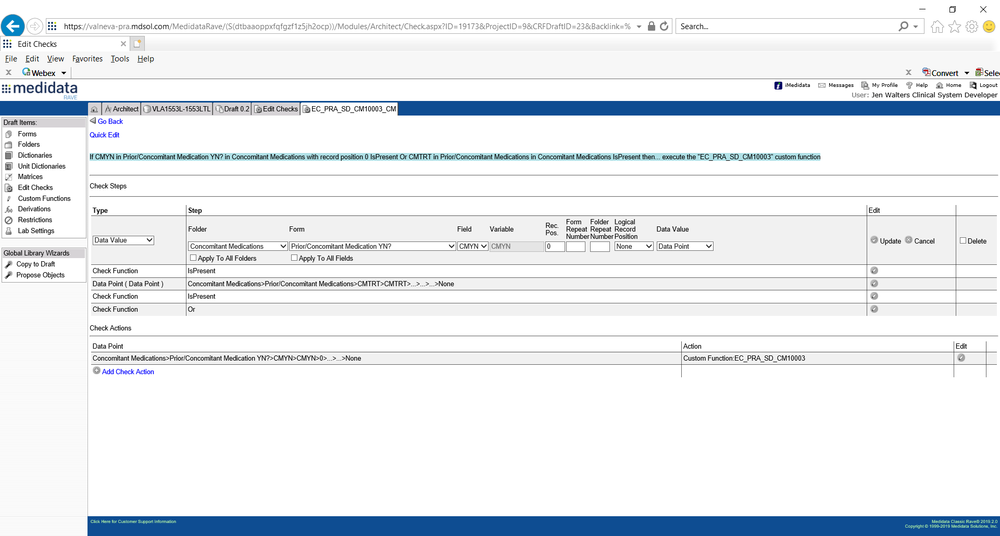 https://valneva-pra.mdsol.com/MedidataRave/(S(dtbaaoppxfqfgzf1z5jh2ocp))/Modules/Architect/Check.aspx?ID=19173&ProjectID=9&CRFDraftID=23&Backlink=%
Search...
Edit Checks
File Edit View Favorites Tools Help
Webex
Convert
Sele
medidata
RAVE
iMedidata Messages My Profile Help Home Logout
User: Jen Walters Clinical System Developer
Architect VLA1553L-1553LTL Draft 0.2 Edit Checks EC_PRA_SD_CM10003_CM
Draft Items:
Forms
Folders
Dictionaries
Unit Dictionaries
Matrices
Edit Checks
Custom Functions
Derivations
Restrictions
Lab Settings
Global Library Wizards
Copy to Draft
Propose Objects
Go Back
Quick Edit
If CMYN in Prior/Concomitant Medication YN? in Concomitant Medications with record position 0 IsPresent Or CMTRT in Prior/Concomitant Medications in Concomitant Medications IsPresent then... execute the "EC_PRA_SD_CM10003" custom function
Check Steps
Type Step Edit
Folder Form Field Variable Rec. Pos. Form Repeat Number Folder Repeat Number Logical Record Position Data Value
Data Value
Concomitant Medications Prior/Concomitant Medication YN? CMYN CMYN 0 None Data Point
Update Cancel Delete
Apply To All Folders Apply To All Fields
Check Function IsPresent
Data Point ( Data Point ) Concomitant Medications>Prior/Concomitant Medications>CMTRT>CMTRT>...>...>...>None
Check Function IsPresent
Check Function Or
Check Actions
Data Point Action Edit
Concomitant Medications>Prior/Concomitant Medication YN?>CMYN>CMYN>0>...>...>None Custom Function:EC_PRA_SD_CM10003
Add Check Action
Click Here for Customer Support Information
Medidata Classic Rave® 2019.2.0
Copyright © 1999-2019 Medidata Solutions, Inc.